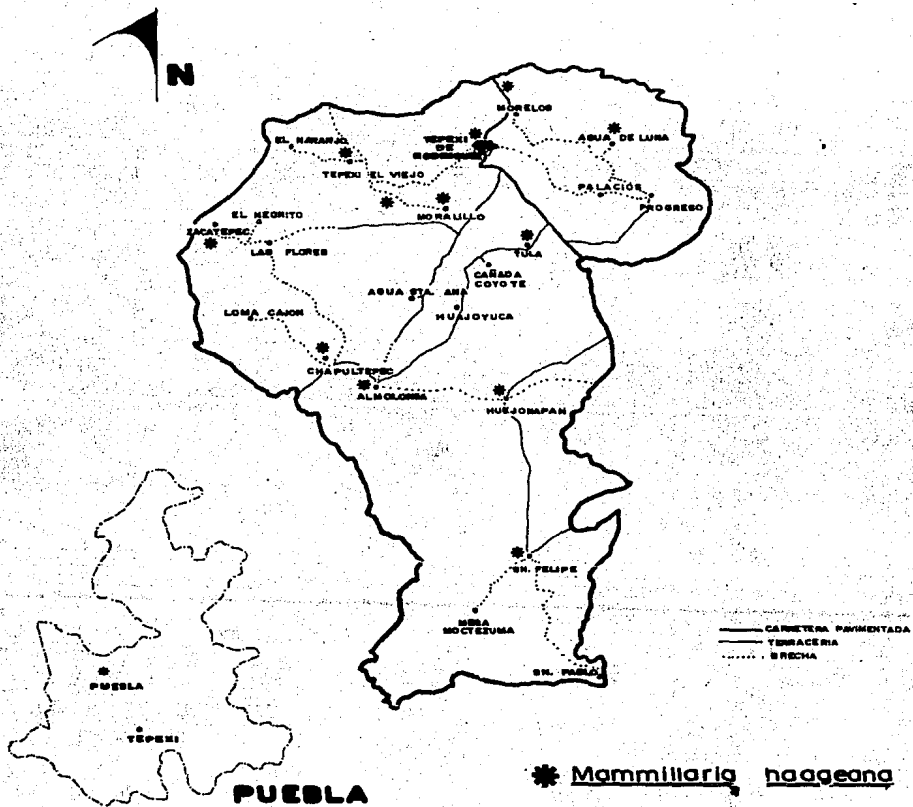 N
MORELOS
EL NARANJO
TEPEXI
DE
RODRIGUEZ
AGUA DE LUNA
TEPEXI EL VIEJO
PALACIOS
PROGRESO
MORALILLO
EL NEGRITO
ZACATEPEC
LAS FLORES
TULA
CAÑADA
COYOTE
AGUA STA. ANA
HUAJOYUCA
LOMA CAJON
CHAPULTEPEC
ALMOLONGA
HUEJONAPAN
SN. FELIPE
MESA
MOCTEZUMA
SN. PABLO
CARRETERA PAVIMENTADA
TERRACERIA
BRECHA
PUEBLA
TEPEXI
PUEBLA
Mammillaria haageana